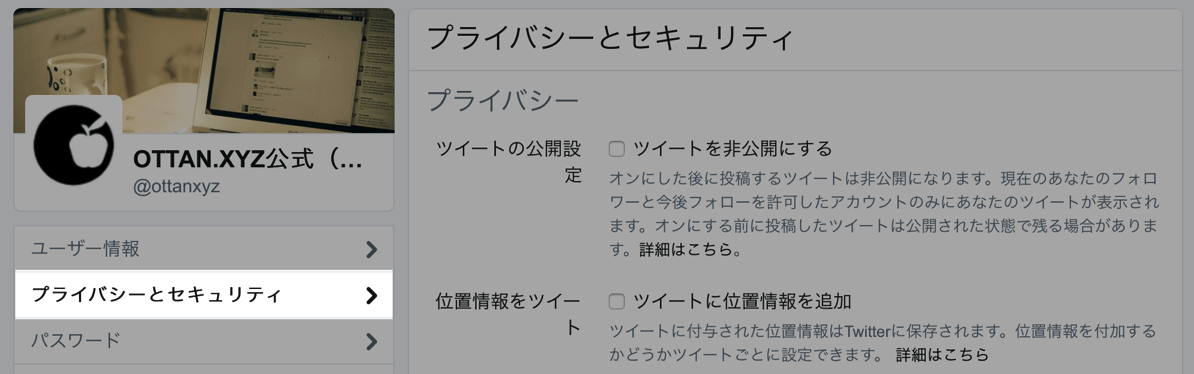 OTTAN.XYZ公式（…
@ottanxyz
ユーザー情報
プライバシーとセキュリティ
パスワード
プライバシーとセキュリティ
プライバシー
ツイートの公開設
定
ツイートを非公開にする
オンにした後に投稿するツイートは非公開になります。現在のあなたのフォロ
ワーと今後フォローを許可したアカウントのみにあなたのツイートが表示され
ます。オンにする前に投稿したツイートは公開された状態で残る場合がありま
す。詳細はこちら。
位置情報をツイー
ト
ツイートに位置情報を追加
ツイートに付与された位置情報はTwitterに保存されます。位置情報を付加する
かどうかツイートごとに設定できます。 詳細はこちら